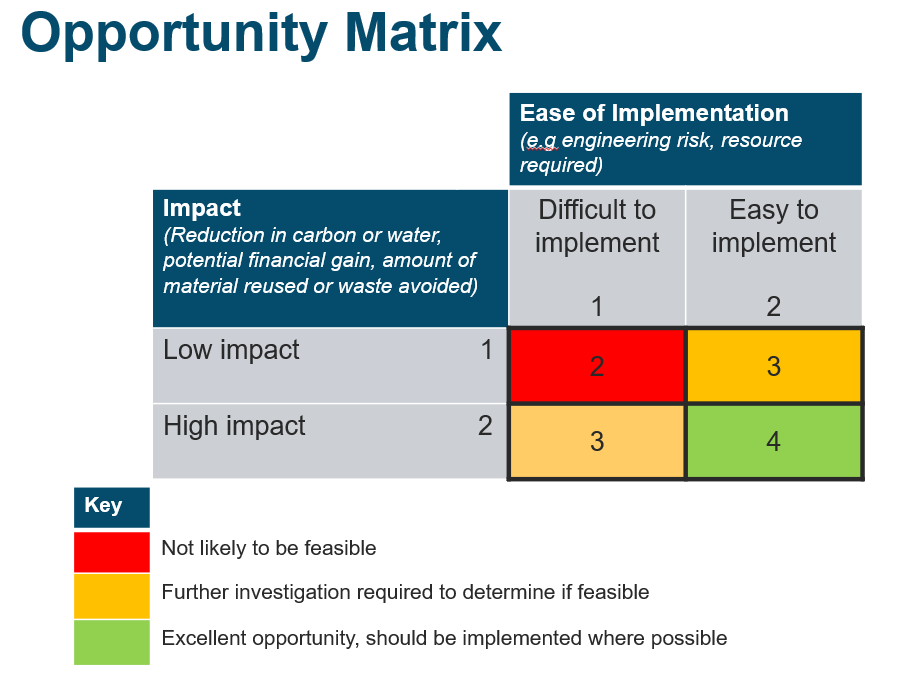 Opportunity Matrix
Ease of Implementation
(e.g engineering risk, resource
required)
Impact
(Reduction in carbon or water,
potential financial gain, amount of
material reused or waste avoided)
Difficult to
implement
1
Easy to
implement
2
Low impact 1
2
3
High impact 2
3
4
Key
Not likely to be feasible
Further investigation required to determine if feasible
Excellent opportunity, should be implemented where possible